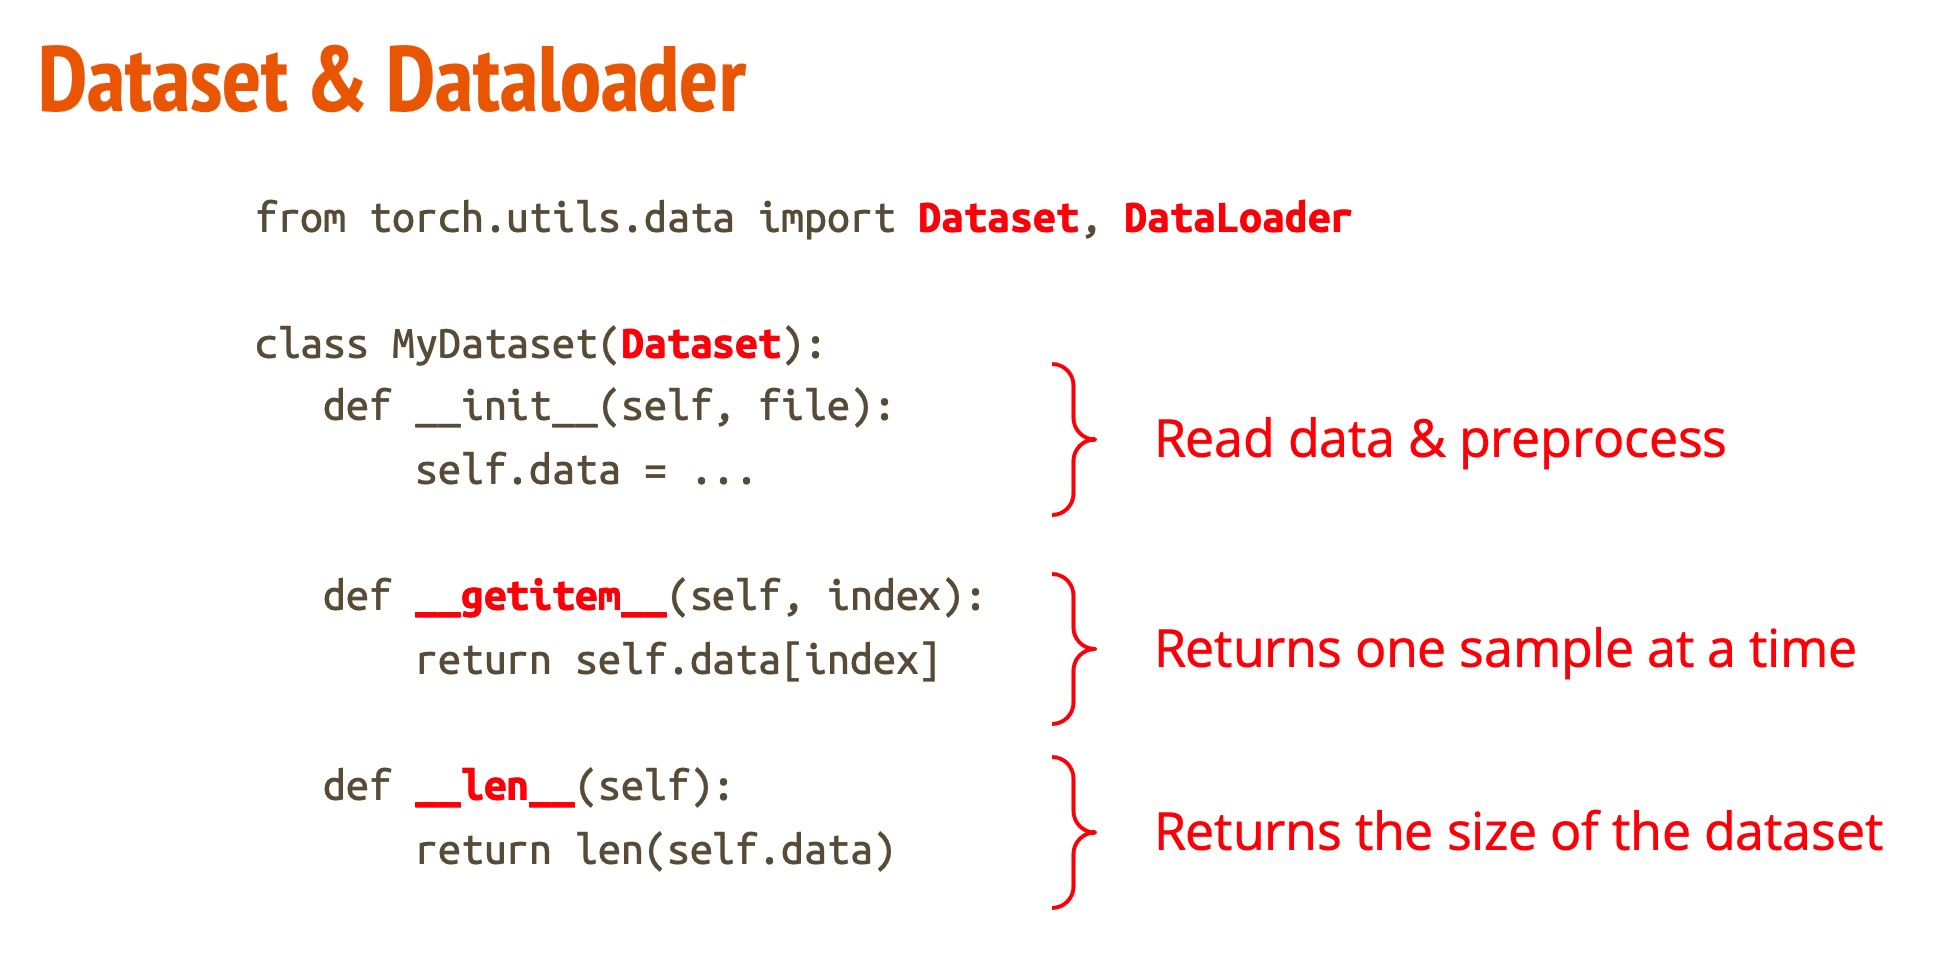 Dataset & Dataloader
from torch.utils.data import Dataset, DataLoader
class MyDataset(Dataset):
def __init__(self, file):
self.data = ...
Read data & preprocess
def __getitem__(self, index):
return self.data[index]
Returns one sample at a time
def __len__(self):
return len(self.data)
Returns the size of the dataset